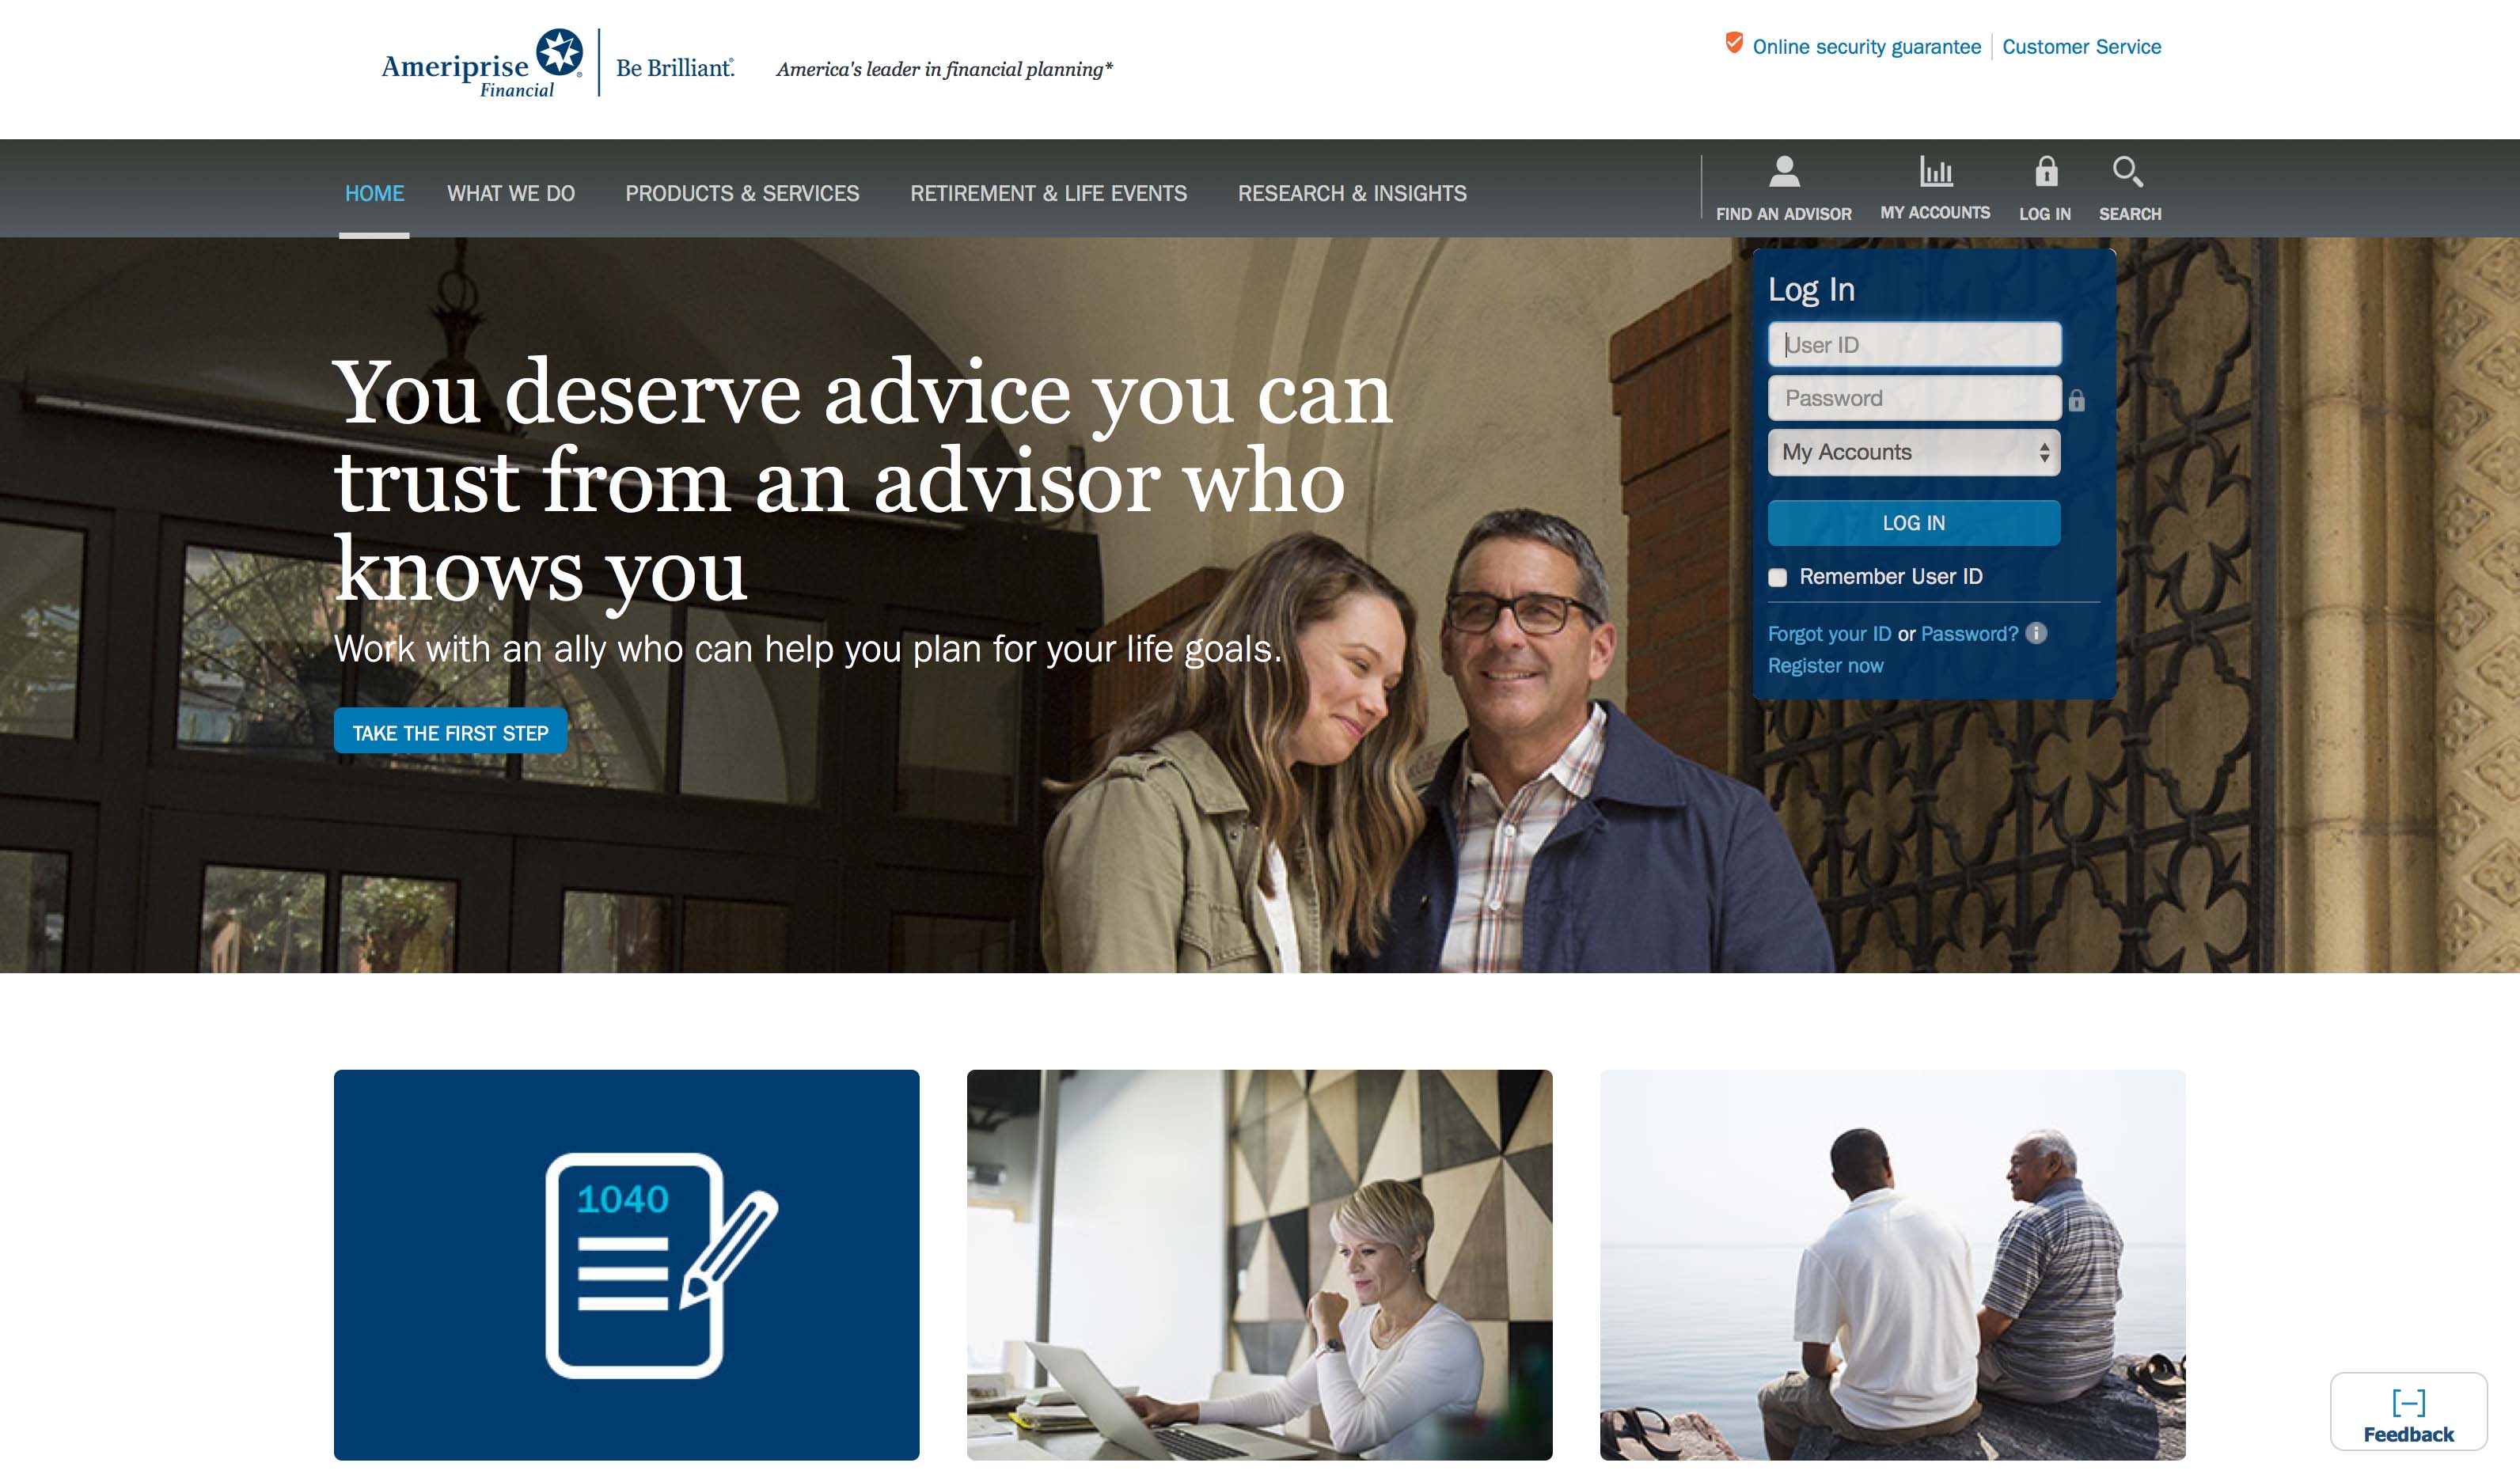 Ameriprise
Financial
Be Brilliant.®
America's leader in financial planning*
Online security guarantee
Customer Service
HOME
WHAT WE DO
PRODUCTS & SERVICES
RETIREMENT & LIFE EVENTS
RESEARCH & INSIGHTS
FIND AN ADVISOR
MY ACCOUNTS
LOG IN
SEARCH
You deserve advice you can
trust from an advisor who
knows you
Work with an ally who can help you plan for your life goals.
TAKE THE FIRST STEP
Log In
User ID
Password
My Accounts
LOG IN
Remember User ID
Forgot your ID or Password? i
Register now
1040
[–]
Feedback